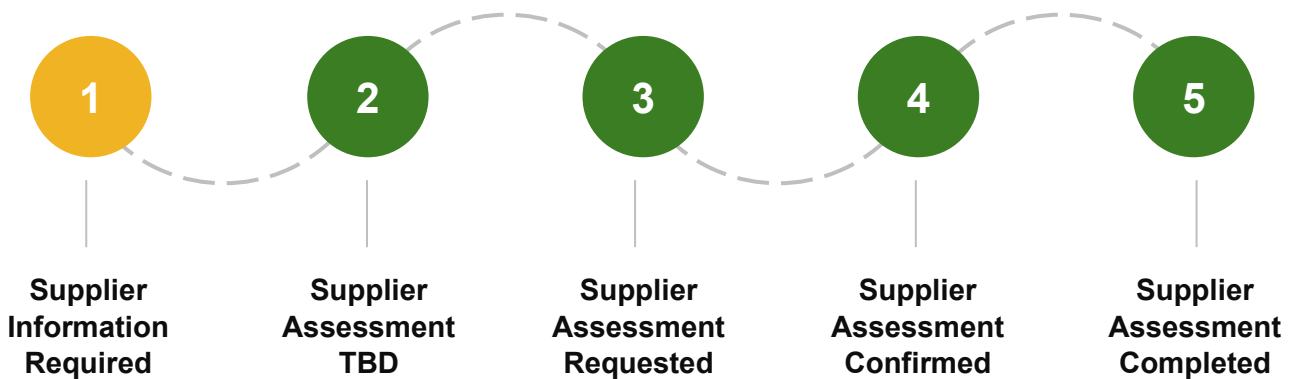 1
2
3
4
5
Supplier
Information
Required
Supplier
Assessment
TBD
Supplier
Assessment
Requested
Supplier
Assessment
Confirmed
Supplier
Assessment
Completed